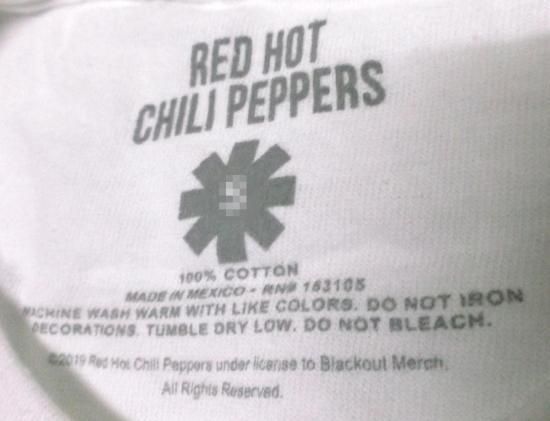 RED HOT
CHILI PEPPERS
100% COTTON
MADE IN MEXICO - RN# 163105
MACHINE WASH WARM WITH LIKE COLORS. DO NOT IRON
DECORATIONS. TUMBLE DRY LOW. DO NOT BLEACH.
©2019 Red Hot Chili Peppers under license to Blackout Merch.
All Rights Reserved.